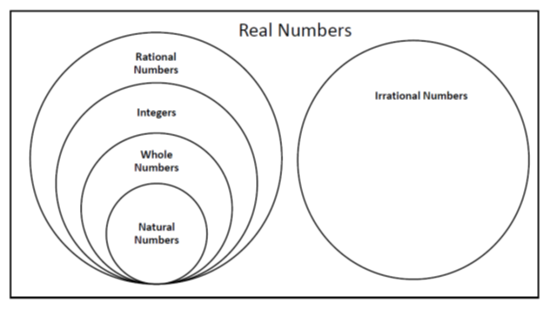 Real Numbers
Rational
Numbers
Integers
Whole
Numbers
Natural
Numbers
Irrational Numbers